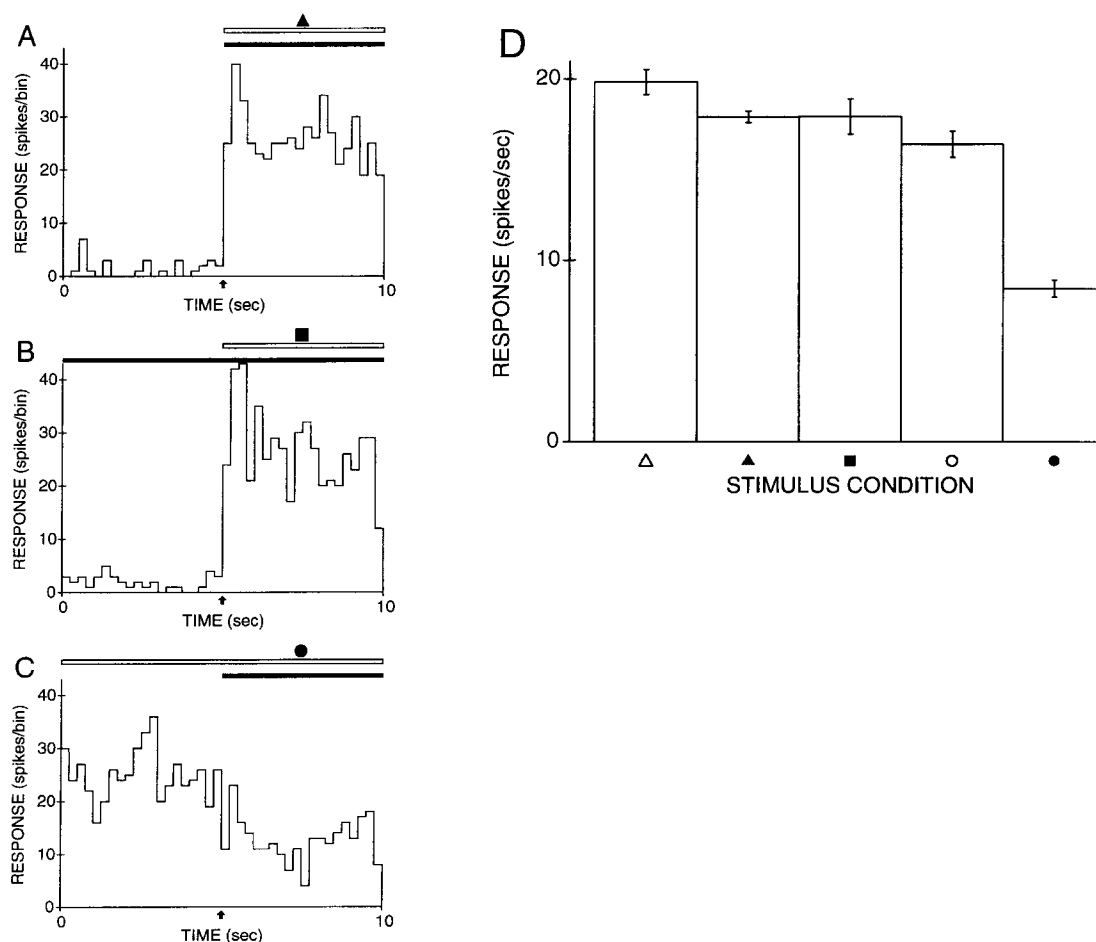 A
RESPONSE (spikes/bin)
40
30
20
10
0
0
10
TIME (sec)
B
RESPONSE (spikes/bin)
40
30
20
10
0
0
10
TIME (sec)
C
RESPONSE (spikes/bin)
40
30
20
10
0
0
10
TIME (sec)
D
RESPONSE (spikes/sec)
20
10
0
STIMULUS CONDITION